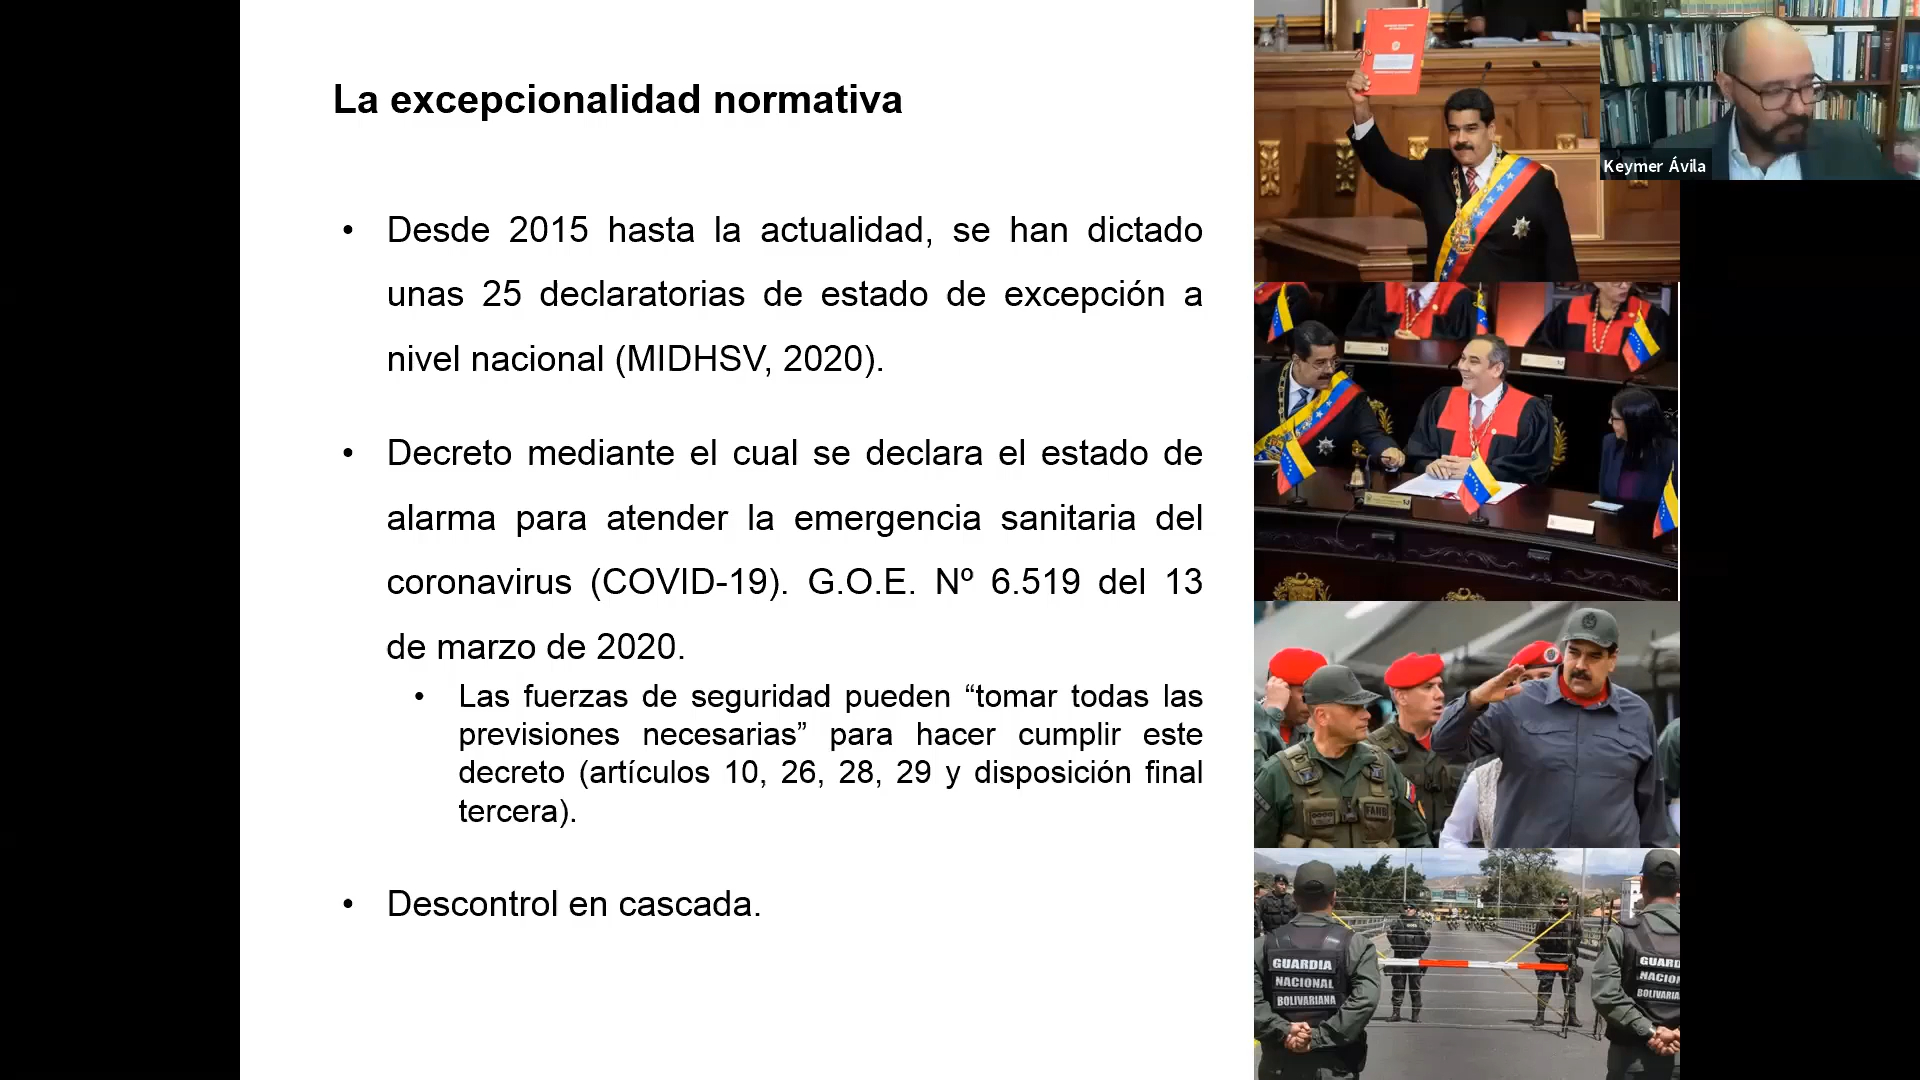 La excepcionalidad normativa
• Desde 2015 hasta la actualidad, se han dictado
unas 25 declaratorias de estado de excepción a
nivel nacional (MIDHSV, 2020).
• Decreto mediante el cual se declara el estado de
alarma para atender la emergencia sanitaria del
coronavirus (COVID-19). G.O.E. Nº 6.519 del 13
de marzo de 2020.
• Las fuerzas de seguridad pueden “tomar todas las
previsiones necesarias” para hacer cumplir este
decreto (artículos 10, 26, 28, 29 y disposición final
tercera).
• Descontrol en cascada.
Keymer Ávila
FANB
GUARDIA
NACIONAL
BOLIVARIANA
GUARD
NACION
BOLIVARIA